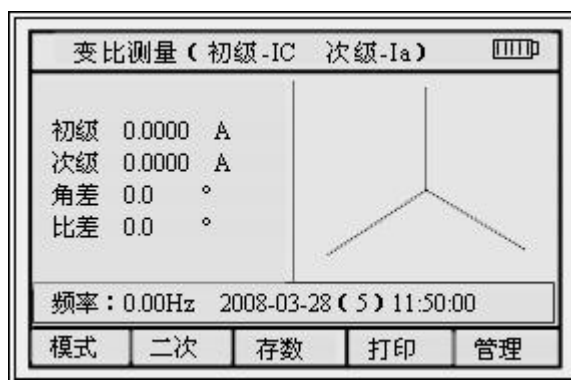 变比测量(初级-IC 次级-Ia)
初级 0.0000 A
次级 0.0000 A
角差 0.0 °
比差 0.0 °
频率：0.00Hz 2008-03-28(5)11:50:00
模式 二次 存数 打印 管理